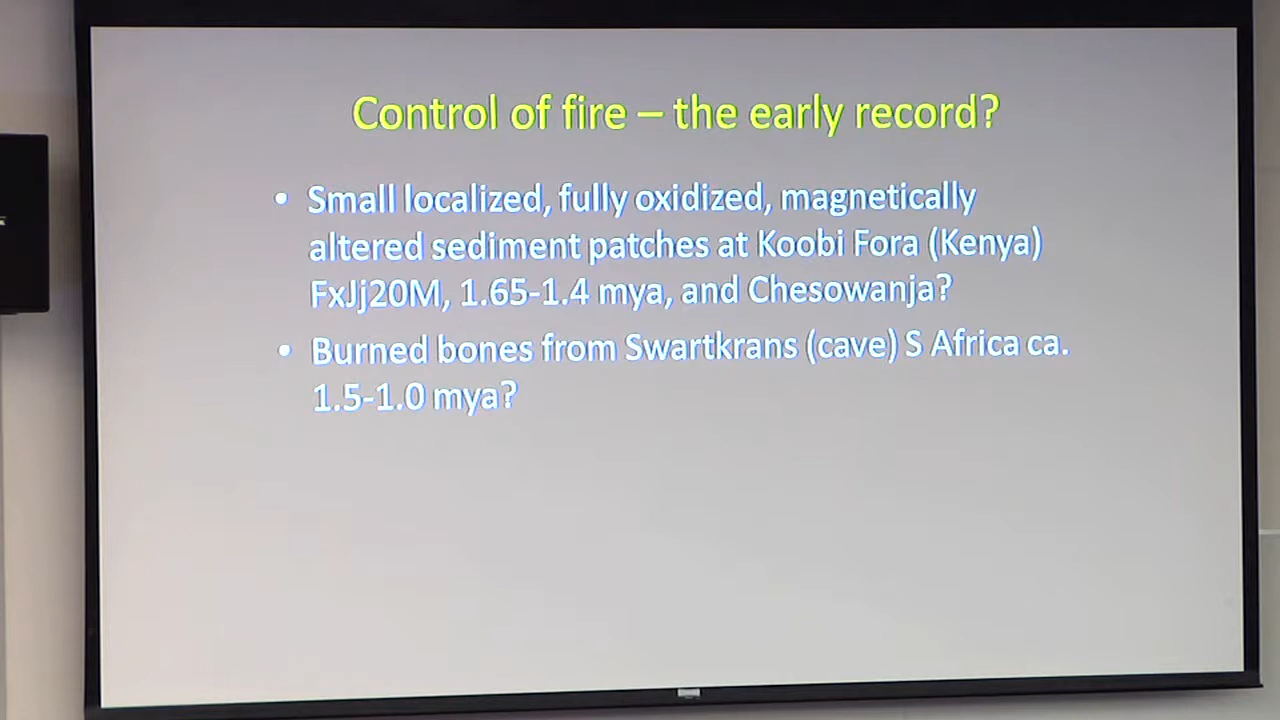 Control of fire – the early record?
• Small localized, fully oxidized, magnetically
altered sediment patches at Koobi Fora (Kenya)
FxJj20M, 1.65-1.4 mya, and Chesowanja?
• Burned bones from Swartkrans (cave) S Africa ca.
1.5-1.0 mya?